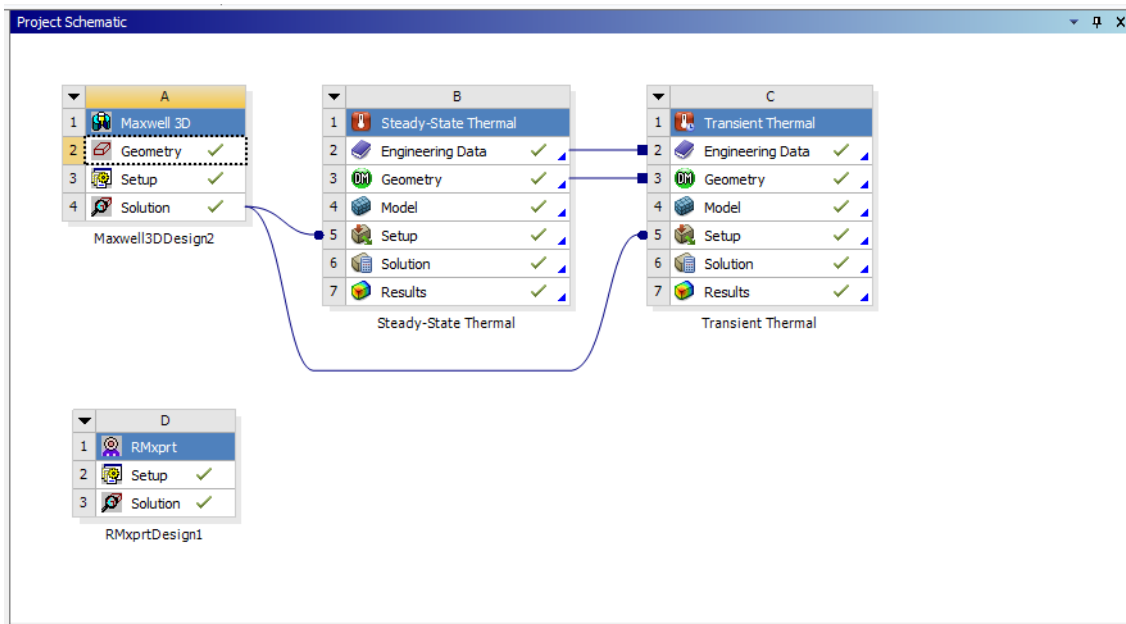 Project Schematic
A
1 Maxwell 3D
2 Geometry
3 Setup
4 Solution
Maxwell3DDesign2
B
1 Steady-State Thermal
2 Engineering Data
3 DM Geometry
4 Model
5 Setup
6 Solution
7 Results
Steady-State Thermal
C
1 Transient Thermal
2 Engineering Data
3 DM Geometry
4 Model
5 Setup
6 Solution
7 Results
Transient Thermal
D
1 RMxprt
2 Setup
3 Solution
RMxprtDesign1